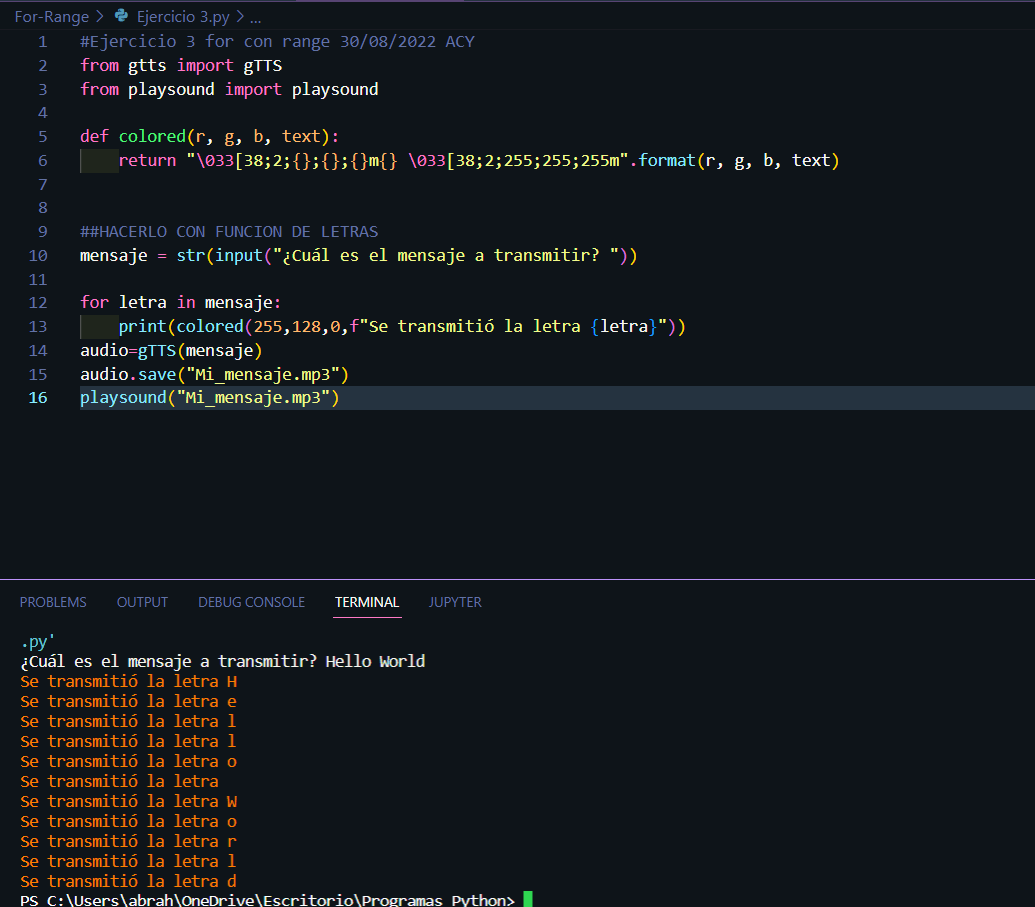 For-Range > Ejercicio 3.py > ...
1 #Ejercicio 3 for con range 30/08/2022 ACY
2 from gtts import gTTS
3 from playsound import playsound
4
5 def colored(r, g, b, text):
6     return "\033[38;2;{};{};{}m{} \033[38;2;255;255;255m".format(r, g, b, text)
7
8
9 ##HACERLO CON FUNCION DE LETRAS
10 mensaje = str(input("¿Cuál es el mensaje a transmitir? "))
11
12 for letra in mensaje:
13     print(colored(255,128,0,f"Se transmitió la letra {letra}"))
14 audio=gTTS(mensaje)
15 audio.save("Mi_mensaje.mp3")
16 playsound("Mi_mensaje.mp3")
PROBLEMS OUTPUT DEBUG CONSOLE TERMINAL JUPYTER
.py'
¿Cuál es el mensaje a transmitir? Hello World
Se transmitió la letra H
Se transmitió la letra e
Se transmitió la letra l
Se transmitió la letra l
Se transmitió la letra o
Se transmitió la letra
Se transmitió la letra W
Se transmitió la letra o
Se transmitió la letra r
Se transmitió la letra l
Se transmitió la letra d
PS C:\Users\abrah\OneDrive\Escritorio\Programas Python>